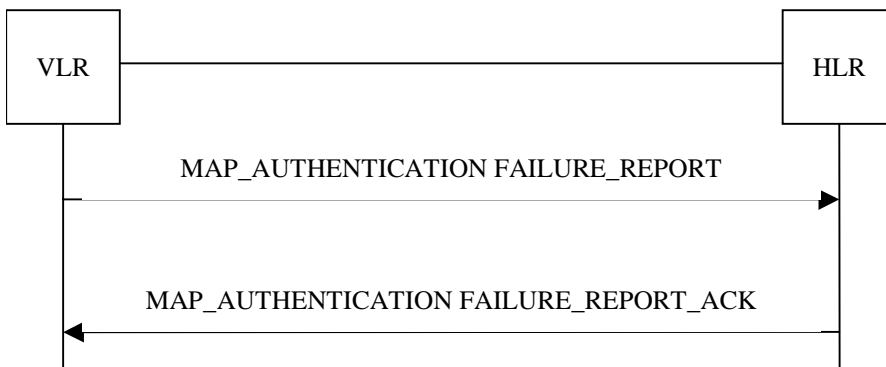 VLR
HLR
MAP_AUTHENTICATION FAILURE_REPORT
MAP_AUTHENTICATION FAILURE_REPORT_ACK